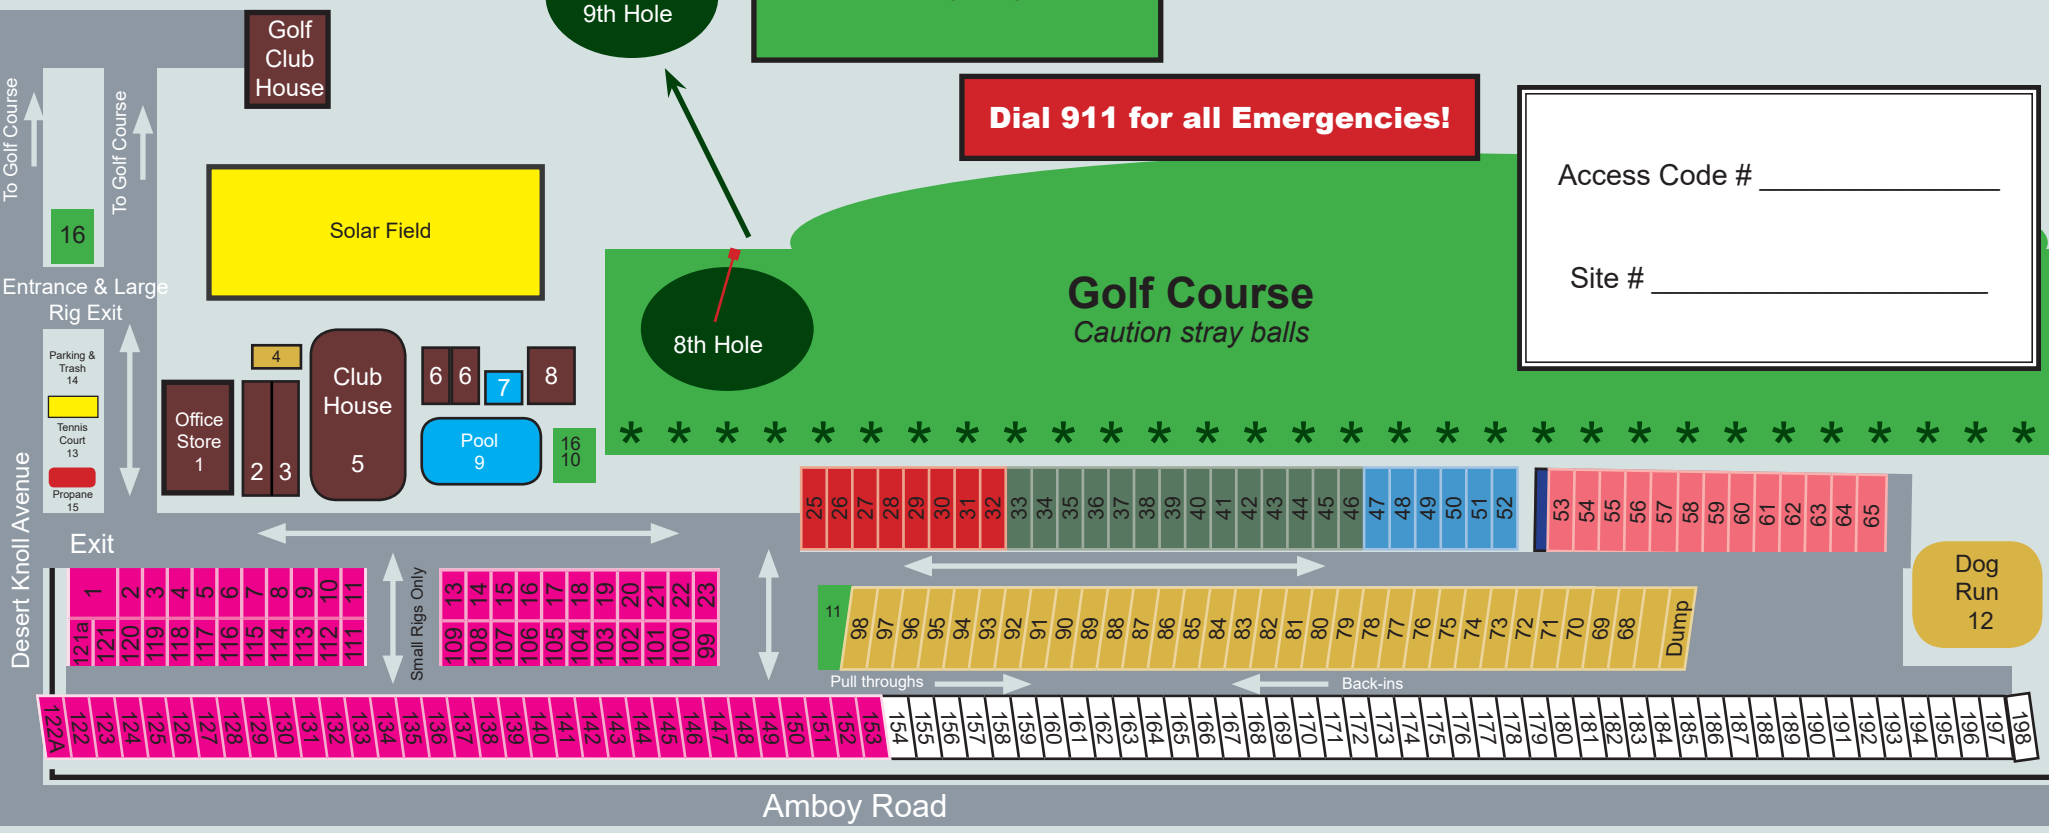 9th Hole
Golf
Club
House
Dial 911 for all Emergencies!
To Golf Course
To Golf Course
Access Code # _______________
Site # _____________________
16
Solar Field
Entrance & Large
Rig Exit
Golf Course
Caution stray balls
8th Hole
Parking &
Trash
14
Tennis
Court
13
Propane
15
4
Office
Store
1
2
3
Club
House
5
6
6
7
8
Pool
9
16
10
* * * * * * * * * * * * * * * * * * * * * * * * * * * * * *
Desert Knoll Avenue
Exit
25 26 27 28 29 30 31 32 33 34 35 36 37 38 39 40 41 42 43 44 45 46 47 48 49 50 51 52
53 54 55 56 57 58 59 60 61 62 63 64 65
Dog
Run
12
1 2 3 4 5 6 7 8 9 10 11
121a 121 120 119 118 117 116 115 114 113 112 111
Small Rigs Only
13 14 15 16 17 18 19 20 21 22 23
109 108 107 106 105 104 103 102 101 100 99
11
98 97 96 95 94 93 92 91 90 89 88 87 86 85 84 83 82 81 80 79 78 77 76 75 74 73 72 71 70 69 68 Dump
Pull throughs
Back-ins
122A 122 123 124 125 126 127 128 129 130 131 132 133 134 135 136 137 138 139 140 141 142 143 144 145 146 147 148 149 150 151 152 153 154 155 156 157 158 159 160 161 162 163 164 165 166 167 168 169 170 171 172 173 174 175 176 177 178 179 180 181 182 183 184 185 186 187 188 189 190 191 192 193 194 195 196 197 198
Amboy Road